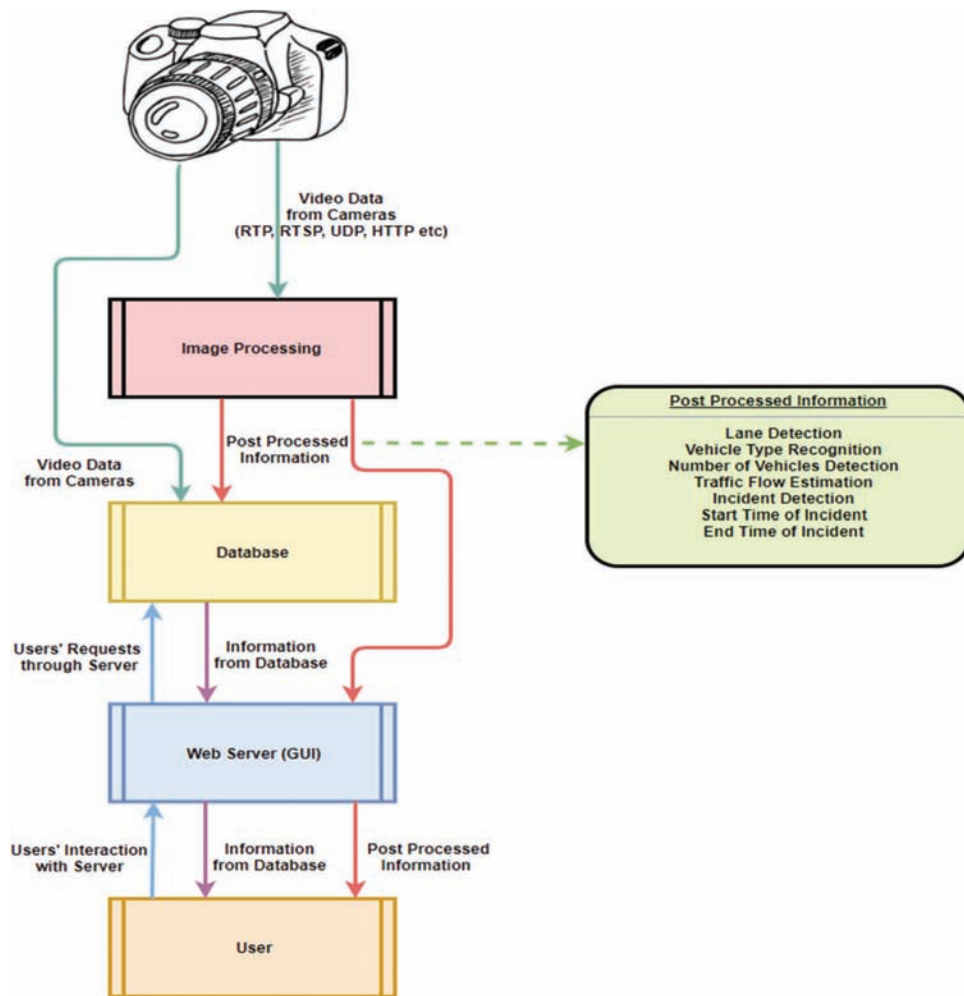 Video Data
from Cameras
(RTP, RTSP, UDP, HTTP etc)
Image Processing
Post Processed
Information
Video Data
from Cameras
Post Processed Information
Lane Detection
Vehicle Type Recognition
Number of Vehicles Detection
Traffic Flow Estimation
Incident Detection
Start Time of Incident
End Time of Incident
Database
Users' Requests
through Server
Information
from Database
Web Server (GUI)
Users' Interaction
with Server
Information
from Database
Post Processed
Information
User